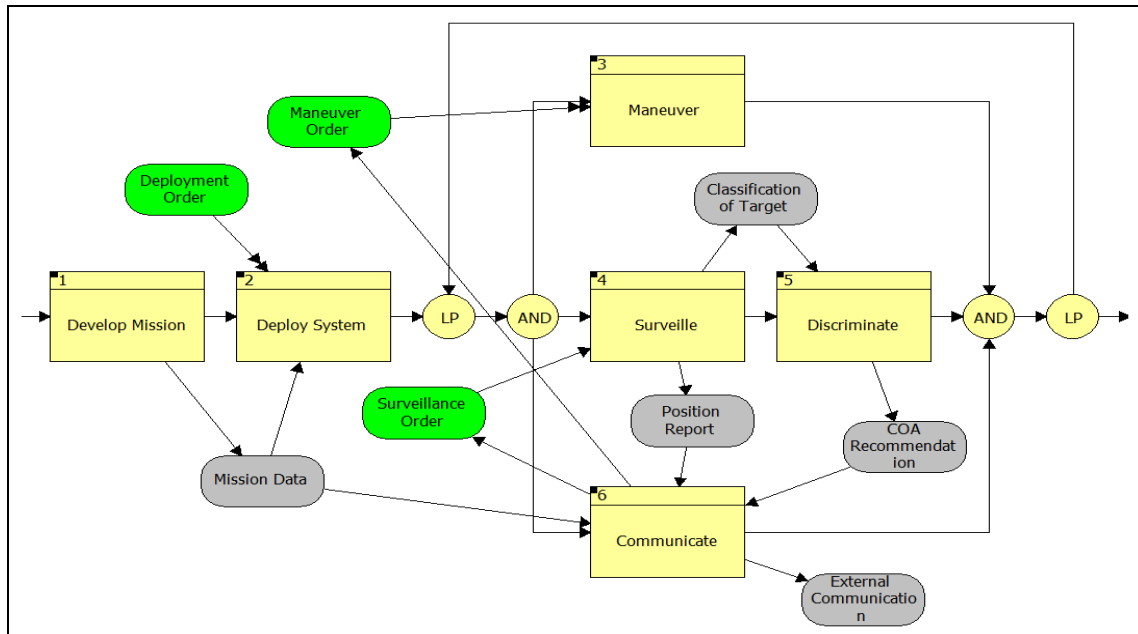 3
Maneuver
Maneuver
Order
Classification
of Target
Deployment
Order
1
Develop Mission
2
Deploy System
LP
AND
4
Surveille
5
Discriminate
AND
LP
Surveillance
Order
Position
Report
COA
Recommendat
ion
Mission Data
6
Communicate
External
Communicatio
n